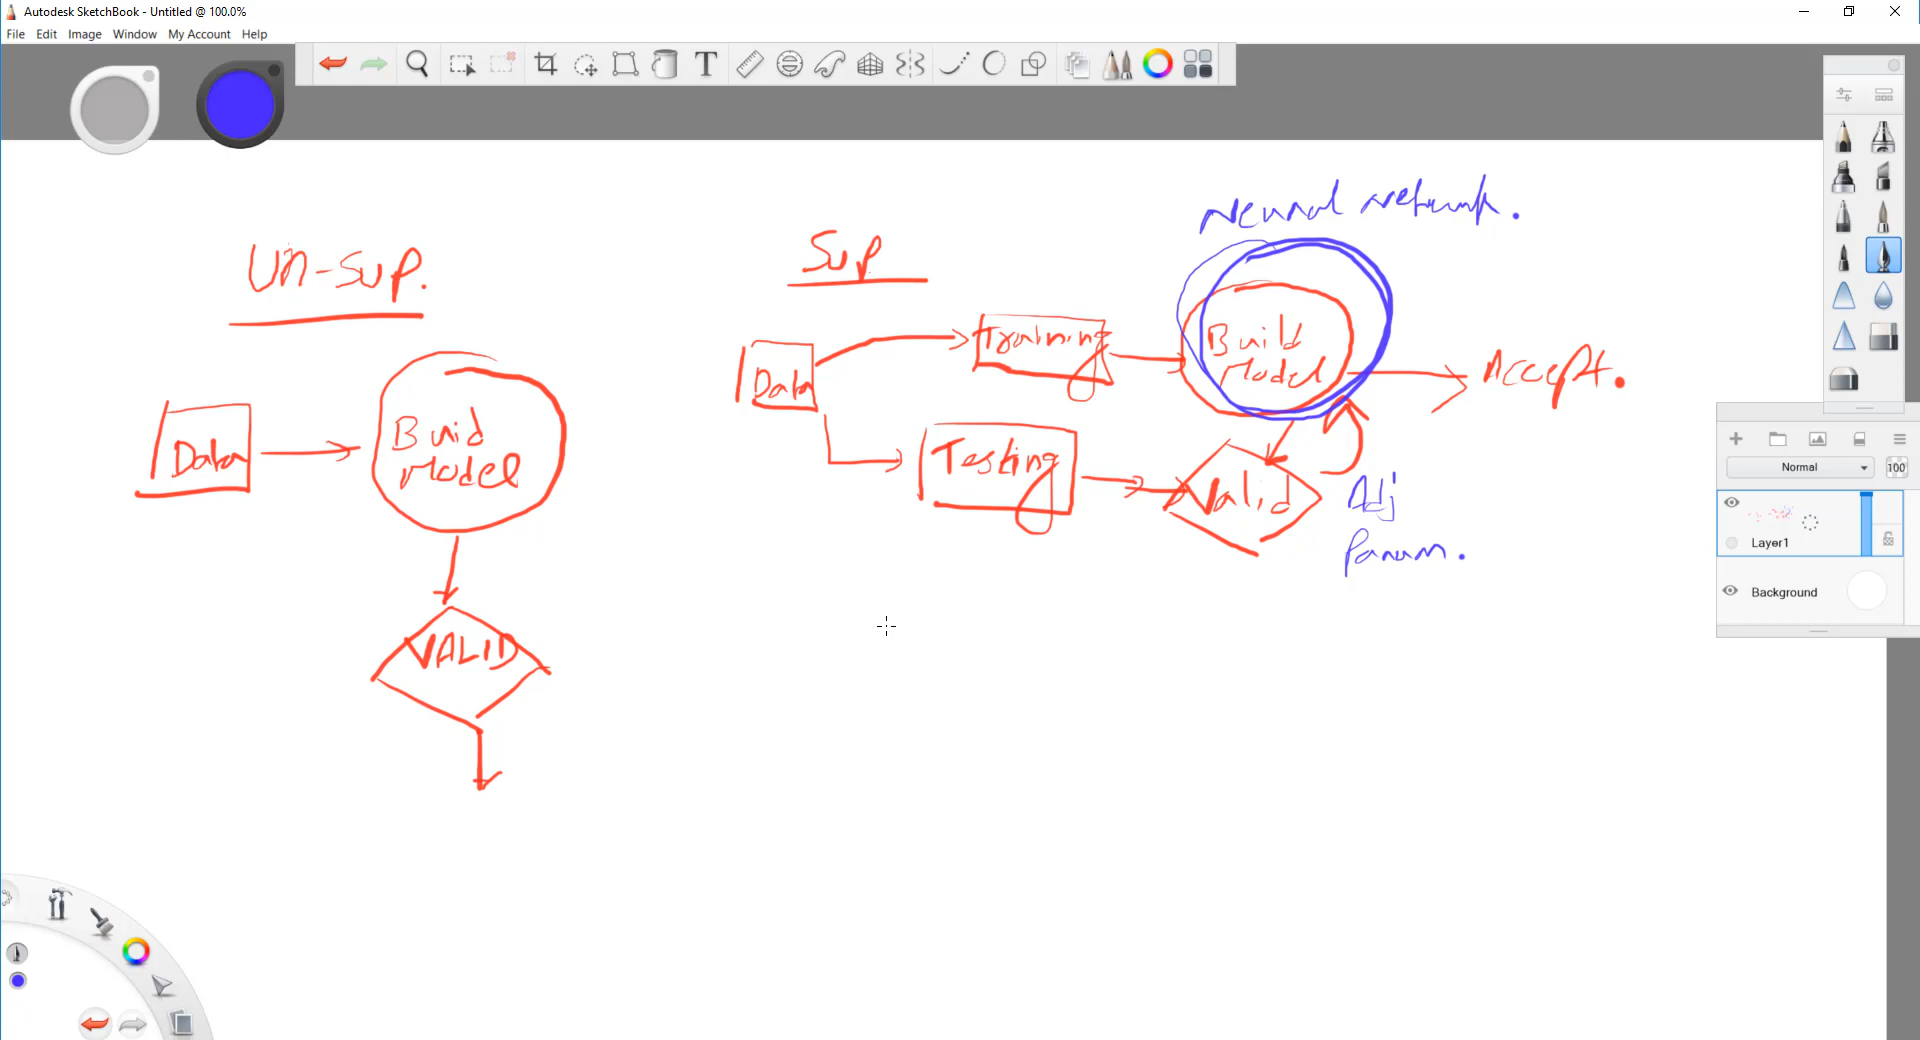 Autodesk SketchBook - Untitled @ 100.0%
File Edit Image Window My Account Help
T
Un-Sup.
Data
Buid
Model
VALID
Sup
Data
Training
Testing
Neural Network.
Build
Model
Accept.
Valid
Adj
Param.
Normal 100
Layer1
Background